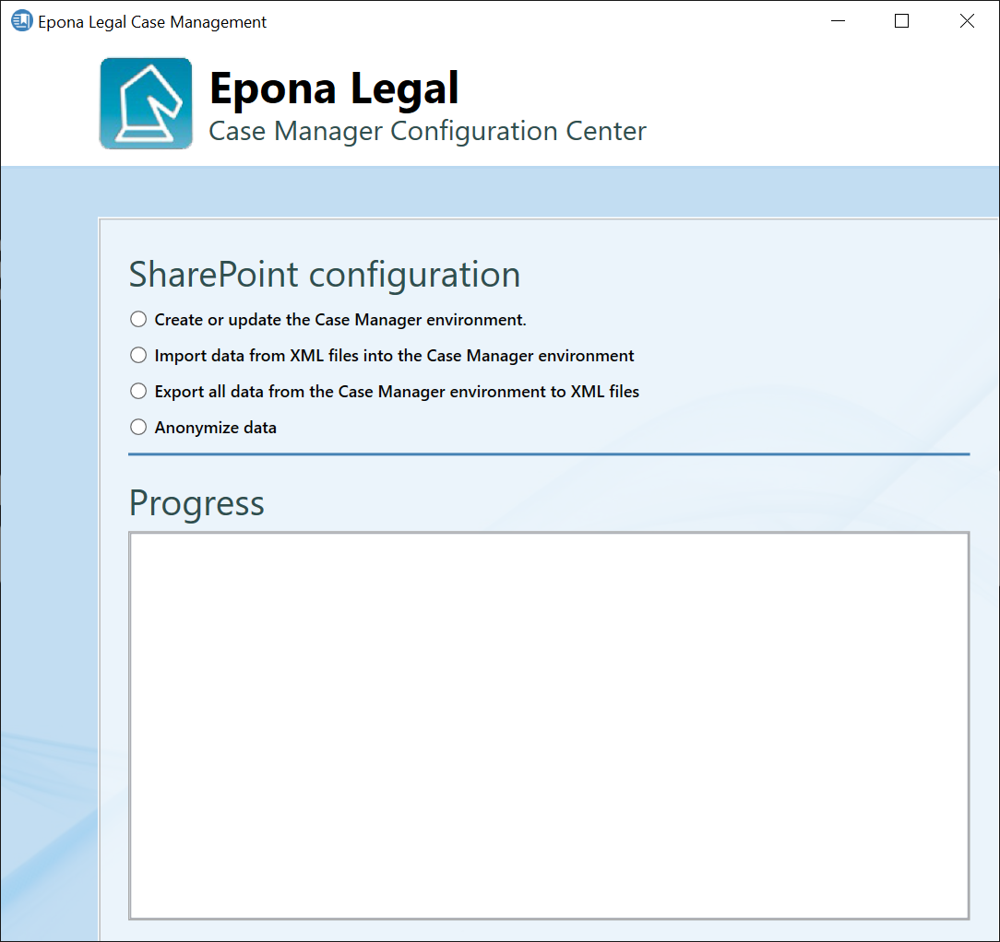 Epona Legal Case Management
Epona Legal
Case Manager Configuration Center
SharePoint configuration
Create or update the Case Manager environment.
Import data from XML files into the Case Manager environment
Export all data from the Case Manager environment to XML files
Anonymize data
Progress